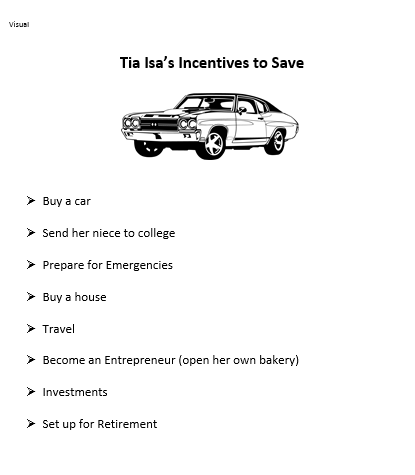 Visual
Tia Isa's Incentives to Save
➢ Buy a car
➢ Send her niece to college
➢ Prepare for Emergencies
➢ Buy a house
➢ Travel
➢ Become an Entrepreneur (open her own bakery)
➢ Investments
➢ Set up for Retirement